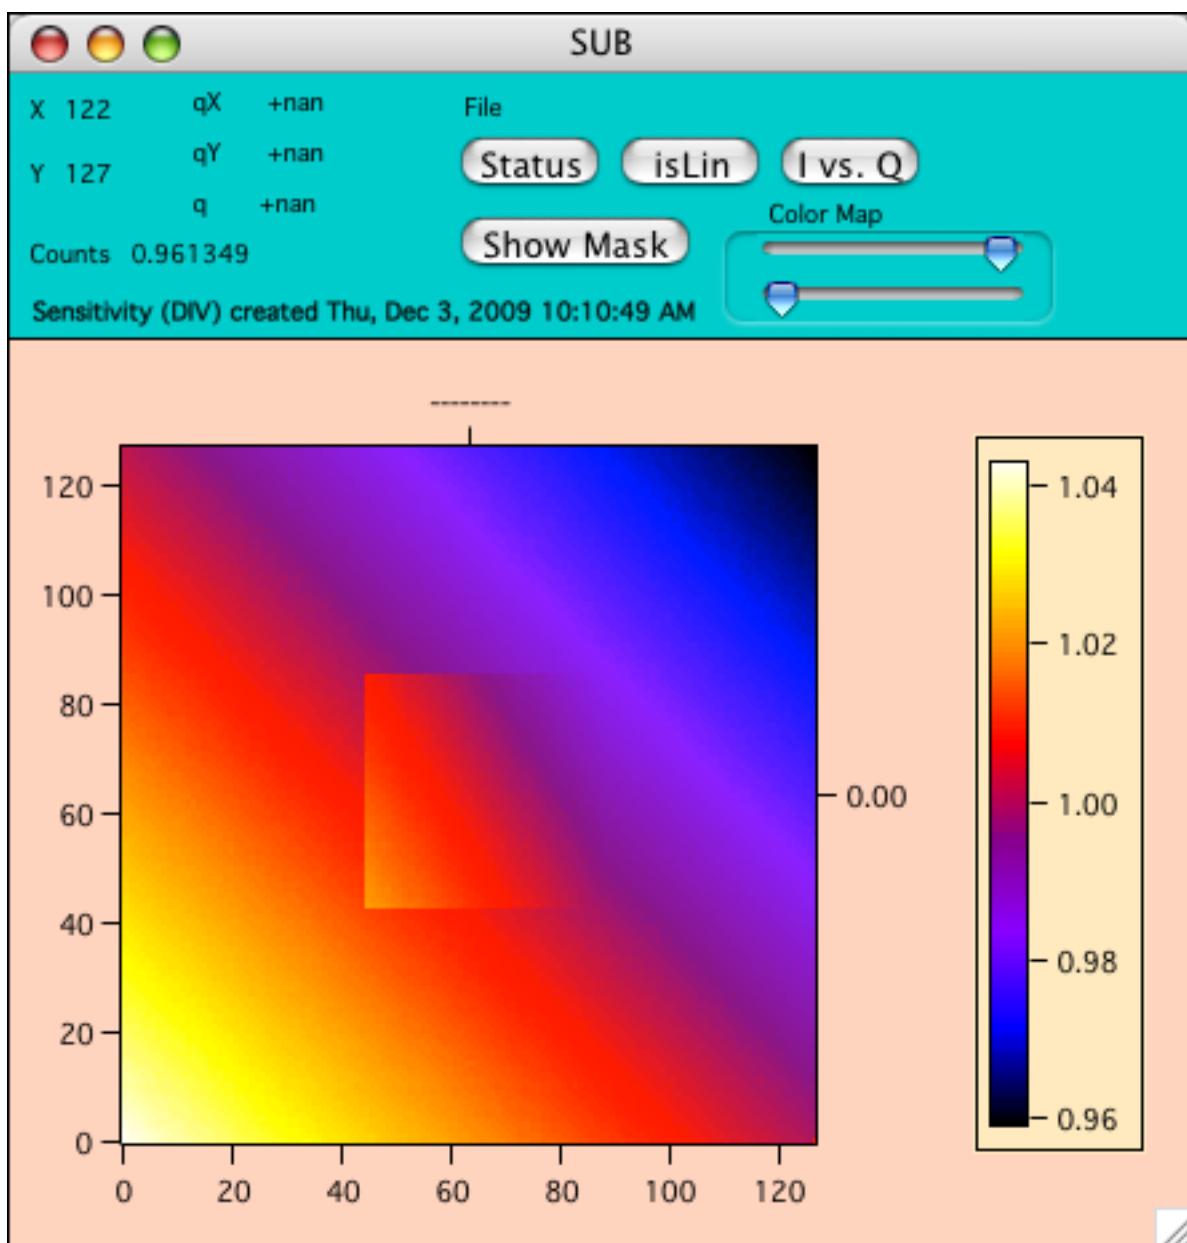 SUB
X 122
qX +nan
File
Y 127
qY +nan
Status isLin I vs. Q
q +nan
Color Map
Counts 0.961349
Show Mask
Sensitivity (DIV) created Thu, Dec 3, 2009 10:10:49 AM
--------
120
100
80
60
40
20
0
0 20 40 60 80 100 120
0.00
1.04
1.02
1.00
0.98
0.96